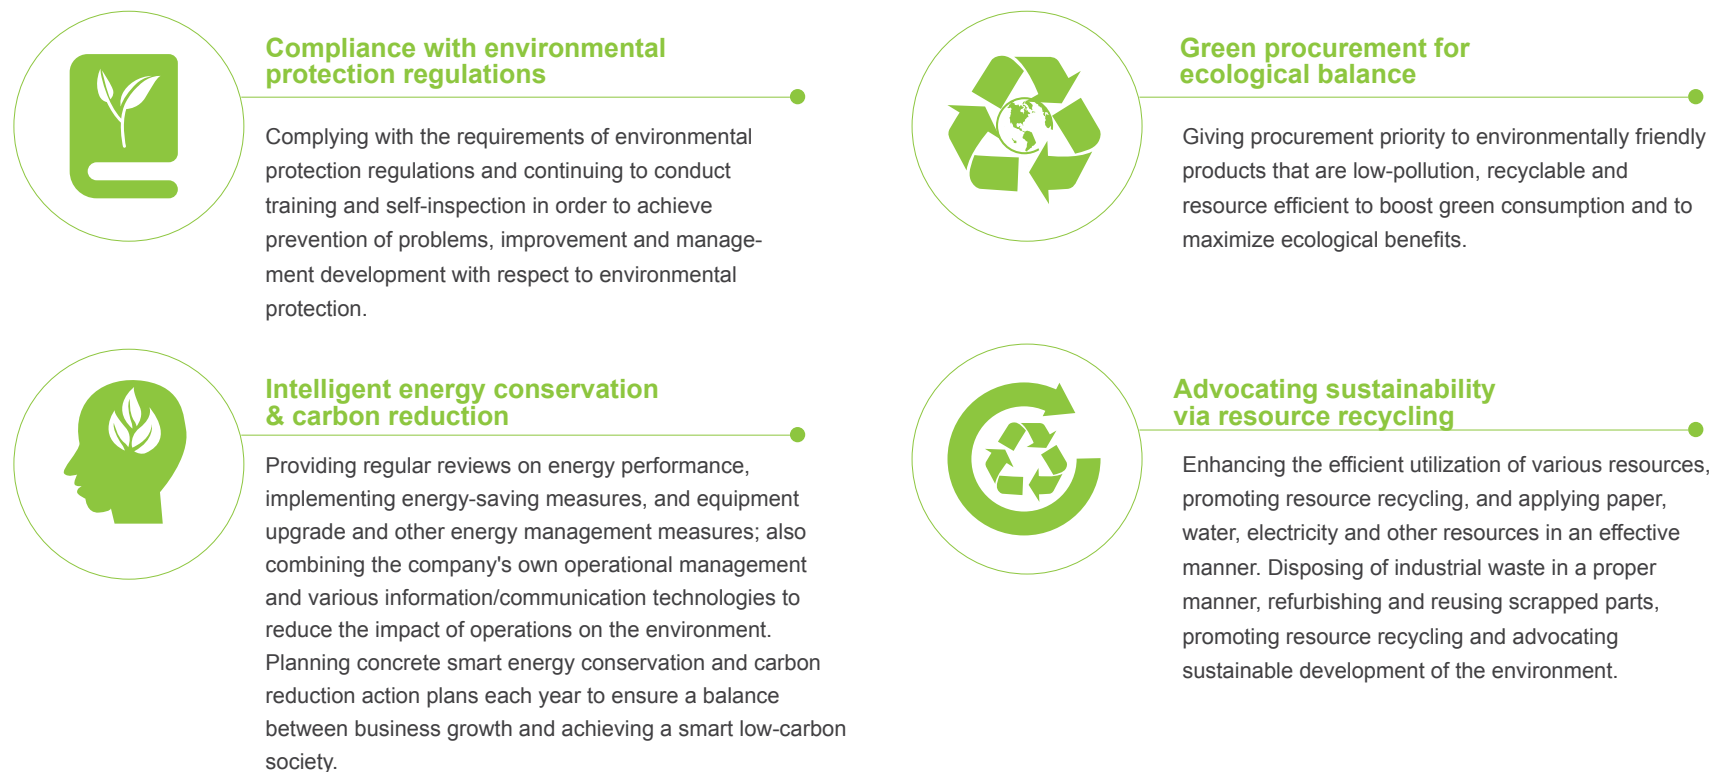 Compliance with environmental
protection regulations
Complying with the requirements of environmental
protection regulations and continuing to conduct
training and self-inspection in order to achieve
prevention of problems, improvement and manage-
ment development with respect to environmental
protection.
Green procurement for
ecological balance
Giving procurement priority to environmentally friendly
products that are low-pollution, recyclable and
resource efficient to boost green consumption and to
maximize ecological benefits.
Intelligent energy conservation
& carbon reduction
Providing regular reviews on energy performance,
implementing energy-saving measures, and equipment
upgrade and other energy management measures; also
combining the company's own operational management
and various information/communication technologies to
reduce the impact of operations on the environment.
Planning concrete smart energy conservation and carbon
reduction action plans each year to ensure a balance
between business growth and achieving a smart low-carbon
society.
Advocating sustainability
via resource recycling
Enhancing the efficient utilization of various resources,
promoting resource recycling, and applying paper,
water, electricity and other resources in an effective
manner. Disposing of industrial waste in a proper
manner, refurbishing and reusing scrapped parts,
promoting resource recycling and advocating
sustainable development of the environment.